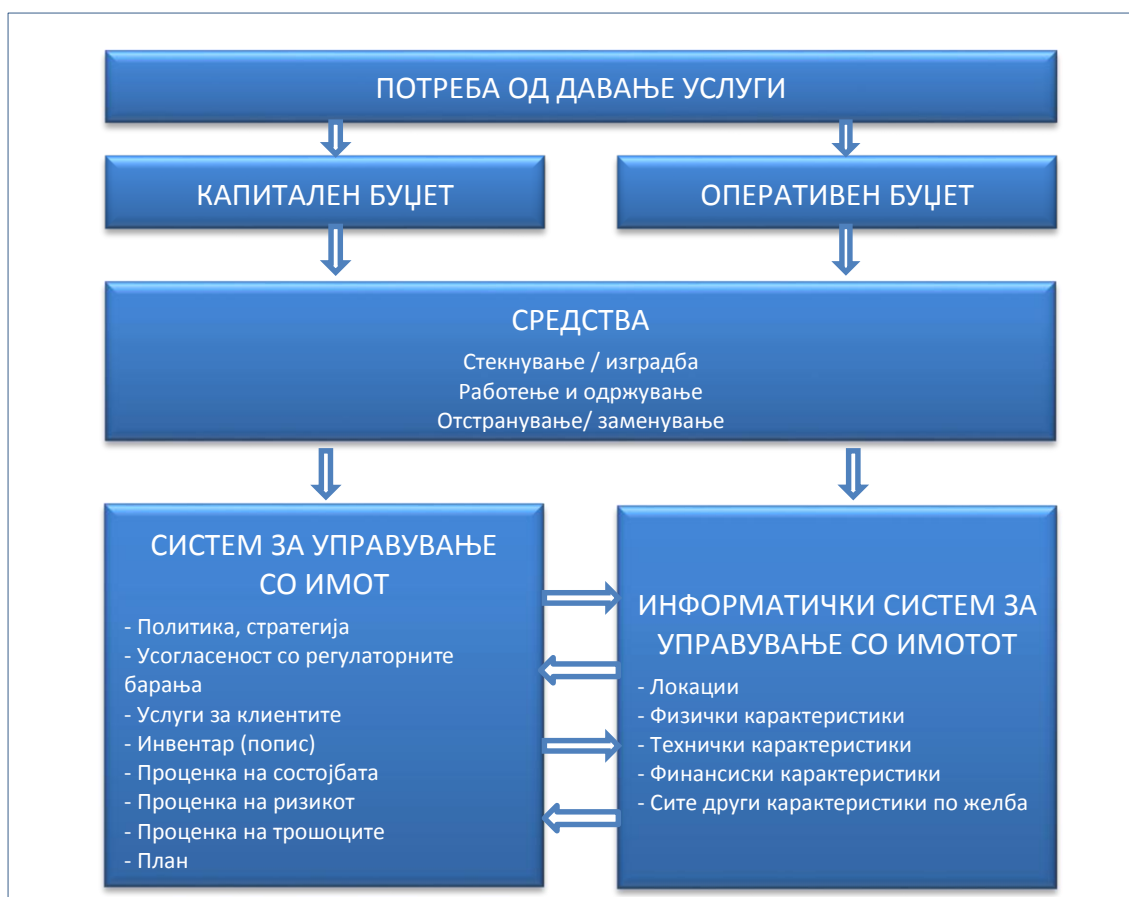 ПОТРЕБА ОД ДАВАЊЕ УСЛУГИ
КАПИТАЛЕН БУЏЕТ
ОПЕРАТИВЕН БУЏЕТ
СРЕДСТВА
Стекнување / изградба
Работење и одржување
Отстранување/ заменување
СИСТЕМ ЗА УПРАВУВАЊЕ
СО ИМОТ
- Политика, стратегија
- Усогласеност со регулаторните
барања
- Услуги за клиентите
- Инвентар (попис)
- Проценка на состојбата
- Проценка на ризикот
- Проценка на трошоците
- План
ИНФОРМАТИЧКИ СИСТЕМ ЗА
УПРАВУВАЊЕ СО ИМОТОТ
- Локации
- Физички карактеристики
- Технички карактеристики
- Финансиски карактеристики
- Сите други карактеристики по желба